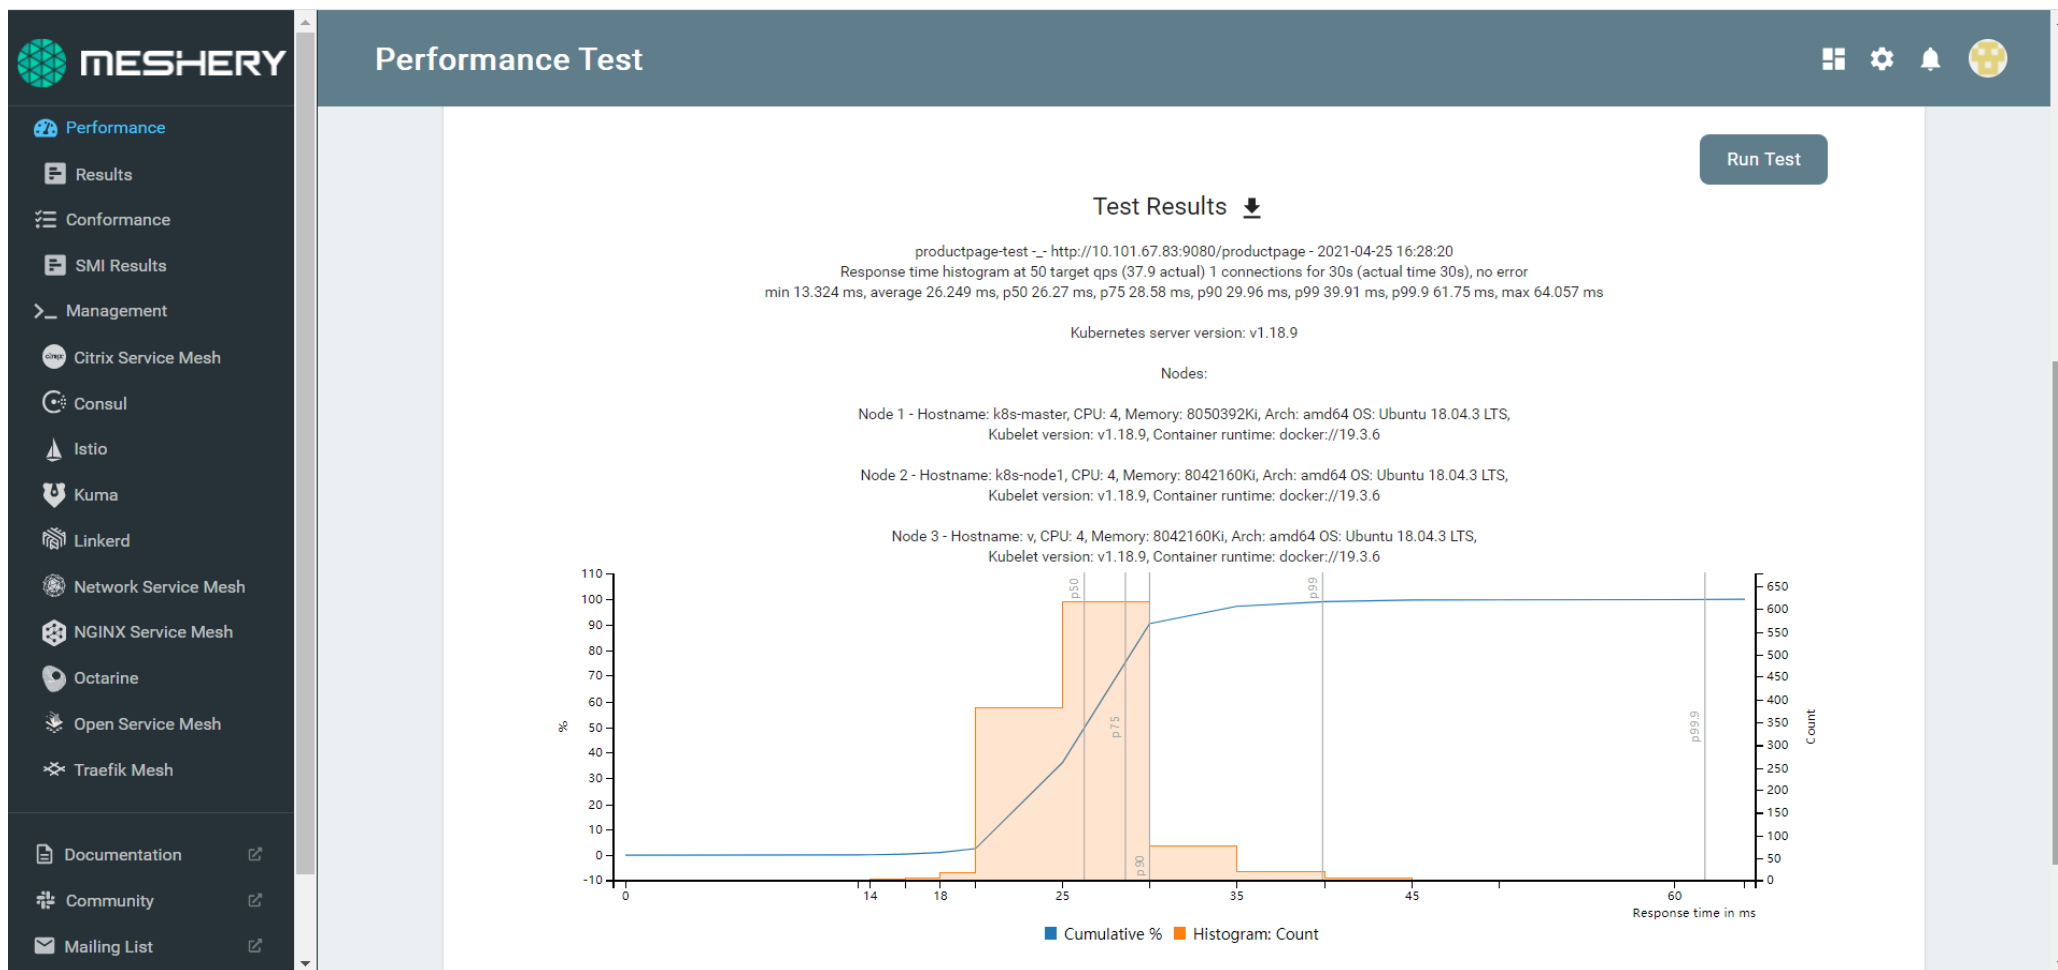 MESHERY
Performance Test
Performance
Results
Conformance
SMI Results
Management
Citrix Service Mesh
Consul
Istio
Kuma
Linkerd
Network Service Mesh
NGINX Service Mesh
Octarine
Open Service Mesh
Traefik Mesh
Documentation
Community
Mailing List
Run Test
Test Results
productpage-test -_- http://10.101.67.83:9080/productpage - 2021-04-25 16:28:20
Response time histogram at 50 target qps (37.9 actual) 1 connections for 30s (actual time 30s), no error
min 13.324 ms, average 26.249 ms, p50 26.27 ms, p75 28.58 ms, p90 29.96 ms, p99 39.91 ms, p99.9 61.75 ms, max 64.057 ms
Kubernetes server version: v1.18.9
Nodes:
Node 1 - Hostname: k8s-master, CPU: 4, Memory: 8050392Ki, Arch: amd64 OS: Ubuntu 18.04.3 LTS,
Kubelet version: v1.18.9, Container runtime: docker://19.3.6
Node 2 - Hostname: k8s-node1, CPU: 4, Memory: 8042160Ki, Arch: amd64 OS: Ubuntu 18.04.3 LTS,
Kubelet version: v1.18.9, Container runtime: docker://19.3.6
Node 3 - Hostname: v, CPU: 4, Memory: 8042160Ki, Arch: amd64 OS: Ubuntu 18.04.3 LTS,
Kubelet version: v1.18.9, Container runtime: docker://19.3.6
110
100
90
80
70
60
50
40
30
20
10
0
-10
%
p50
p75
p90
p99
p99.9
650
600
550
500
450
400
350
300
250
200
150
100
50
0
Count
0 14 18 25 35 45 60
Response time in ms
Cumulative % Histogram: Count